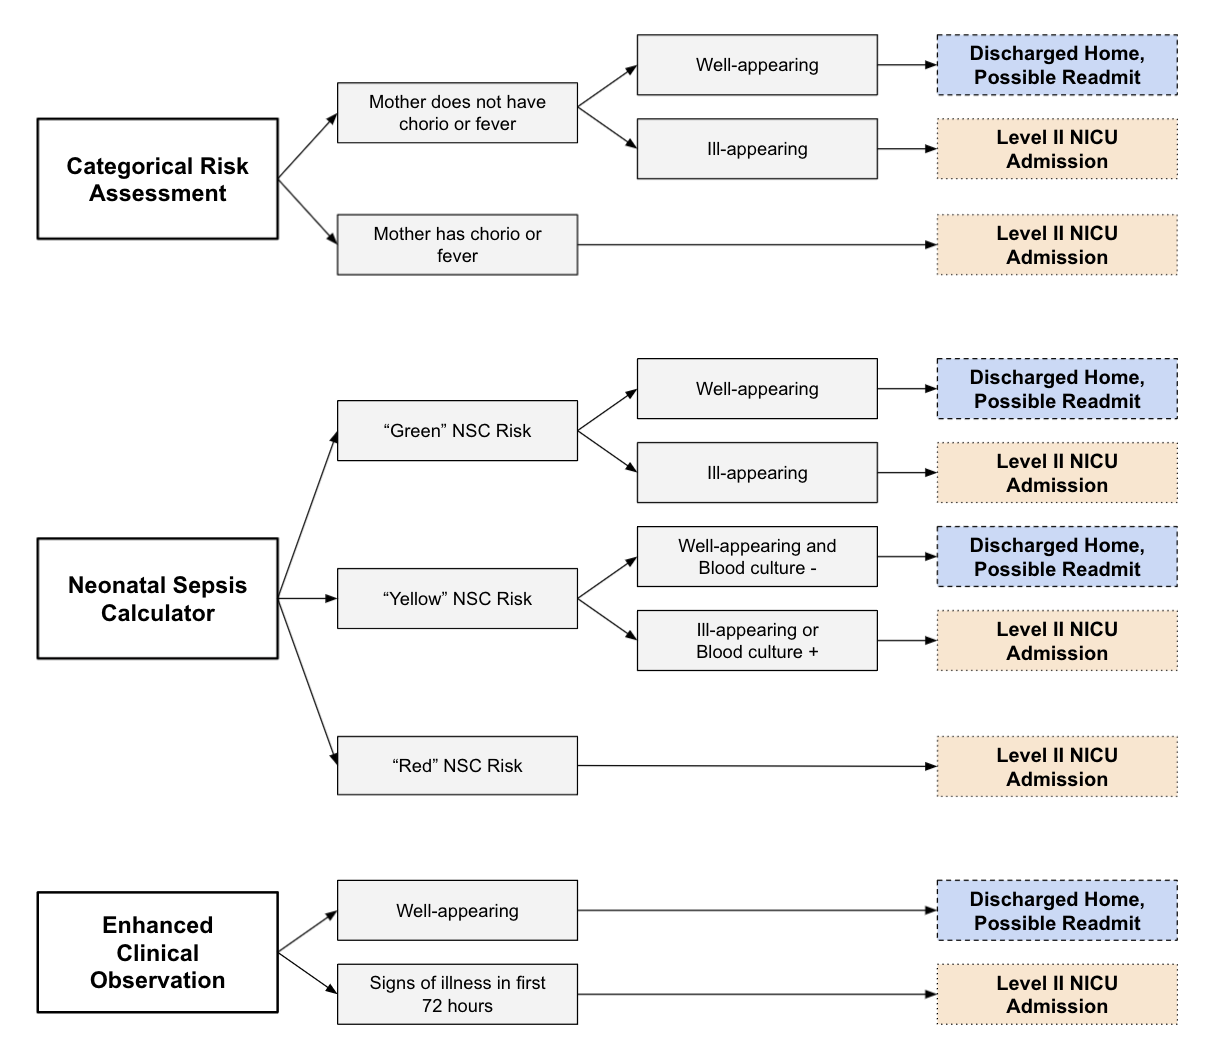 Categorical Risk
Assessment
Mother does not have
chorio or fever
Well-appearing
Discharged Home,
Possible Readmit
Ill-appearing
Level II NICU
Admission
Mother has chorio or
fever
Level II NICU
Admission
Neonatal Sepsis
Calculator
“Green” NSC Risk
Well-appearing
Discharged Home,
Possible Readmit
Ill-appearing
Level II NICU
Admission
“Yellow” NSC Risk
Well-appearing and
Blood culture -
Discharged Home,
Possible Readmit
Ill-appearing or
Blood culture +
Level II NICU
Admission
“Red” NSC Risk
Level II NICU
Admission
Enhanced
Clinical
Observation
Well-appearing
Discharged Home,
Possible Readmit
Signs of illness in first
72 hours
Level II NICU
Admission